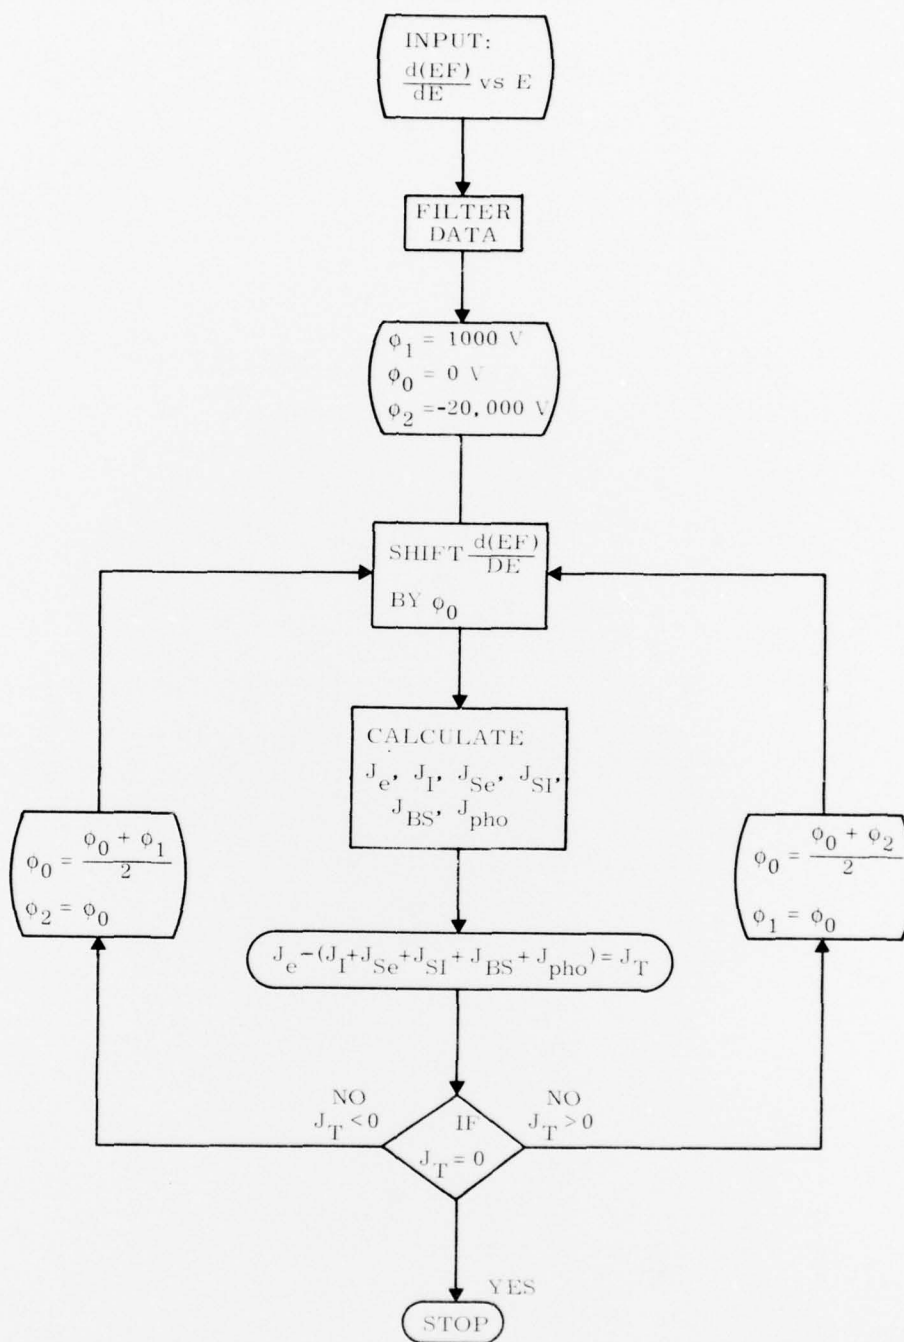 INPUT:
d(EF)
dE
vs E
FILTER
DATA
φ1 = 1000 V
φ0 = 0 V
φ2 =-20,000 V
SHIFT d(EF)
DE
BY φ0
CALCULATE
Je, JI, JSe, JSI,
JBS, Jpho
φ0 = φ0 + φ1
2
φ2 = φ0
φ0 = φ0 + φ2
2
φ1 = φ0
Je-(JI+JSe+JSI+JBS+Jpho)=JT
NO
JT <0
IF
JT = 0
NO
JT >0
YES
STOP